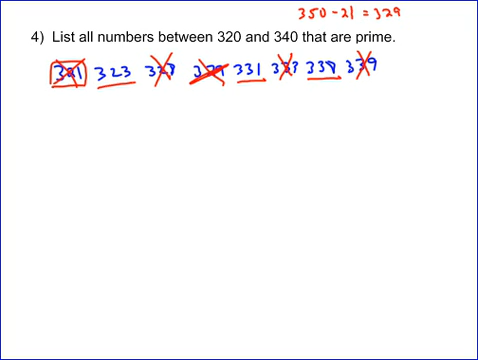 350 - 21 = 329
4) List all numbers between 320 and 340 that are prime.
321 323 327 329 331 333 337 339